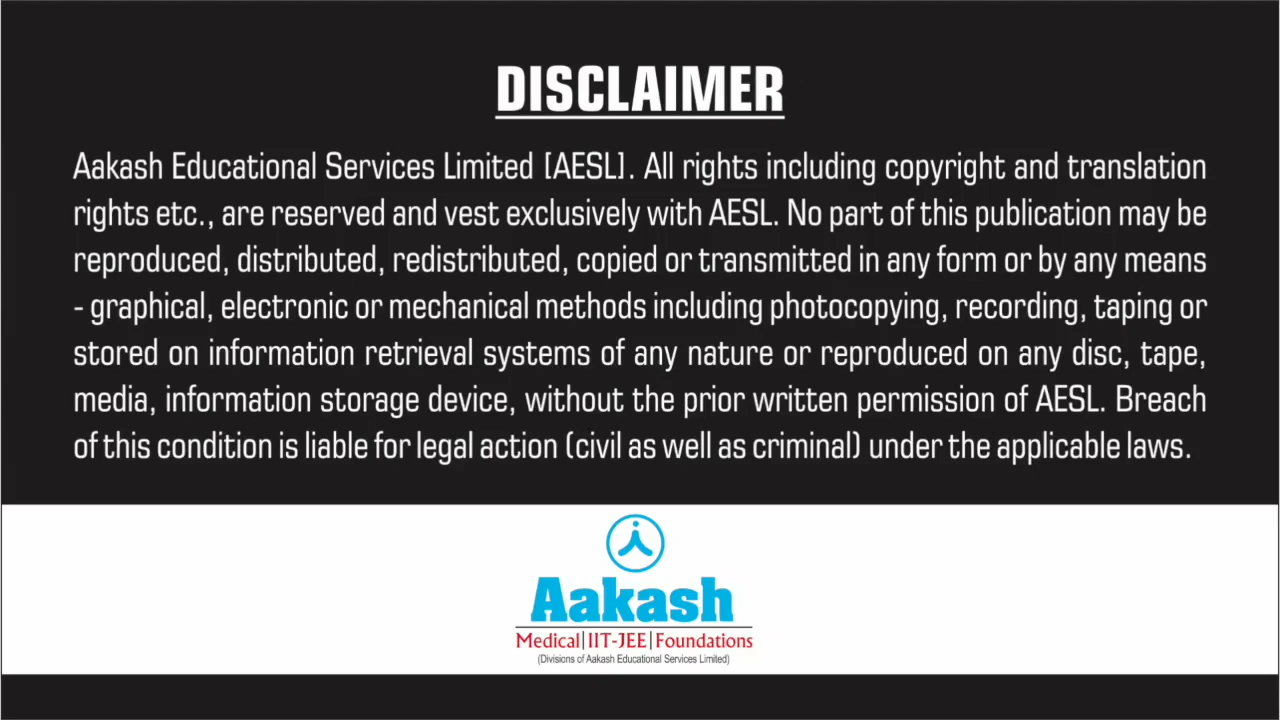 DISCLAIMER
Aakash Educational Services Limited [AESL]. All rights including copyright and translation
rights etc., are reserved and vest exclusively with AESL. No part of this publication may be
reproduced, distributed, redistributed, copied or transmitted in any form or by any means
- graphical, electronic or mechanical methods including photocopying, recording, taping or
stored on information retrieval systems of any nature or reproduced on any disc, tape,
media, information storage device, without the prior written permission of AESL. Breach
of this condition is liable for legal action (civil as well as criminal) under the applicable laws.
Aakash
Medical|IIT-JEE|Foundations
(Divisions of Aakash Educational Services Limited)